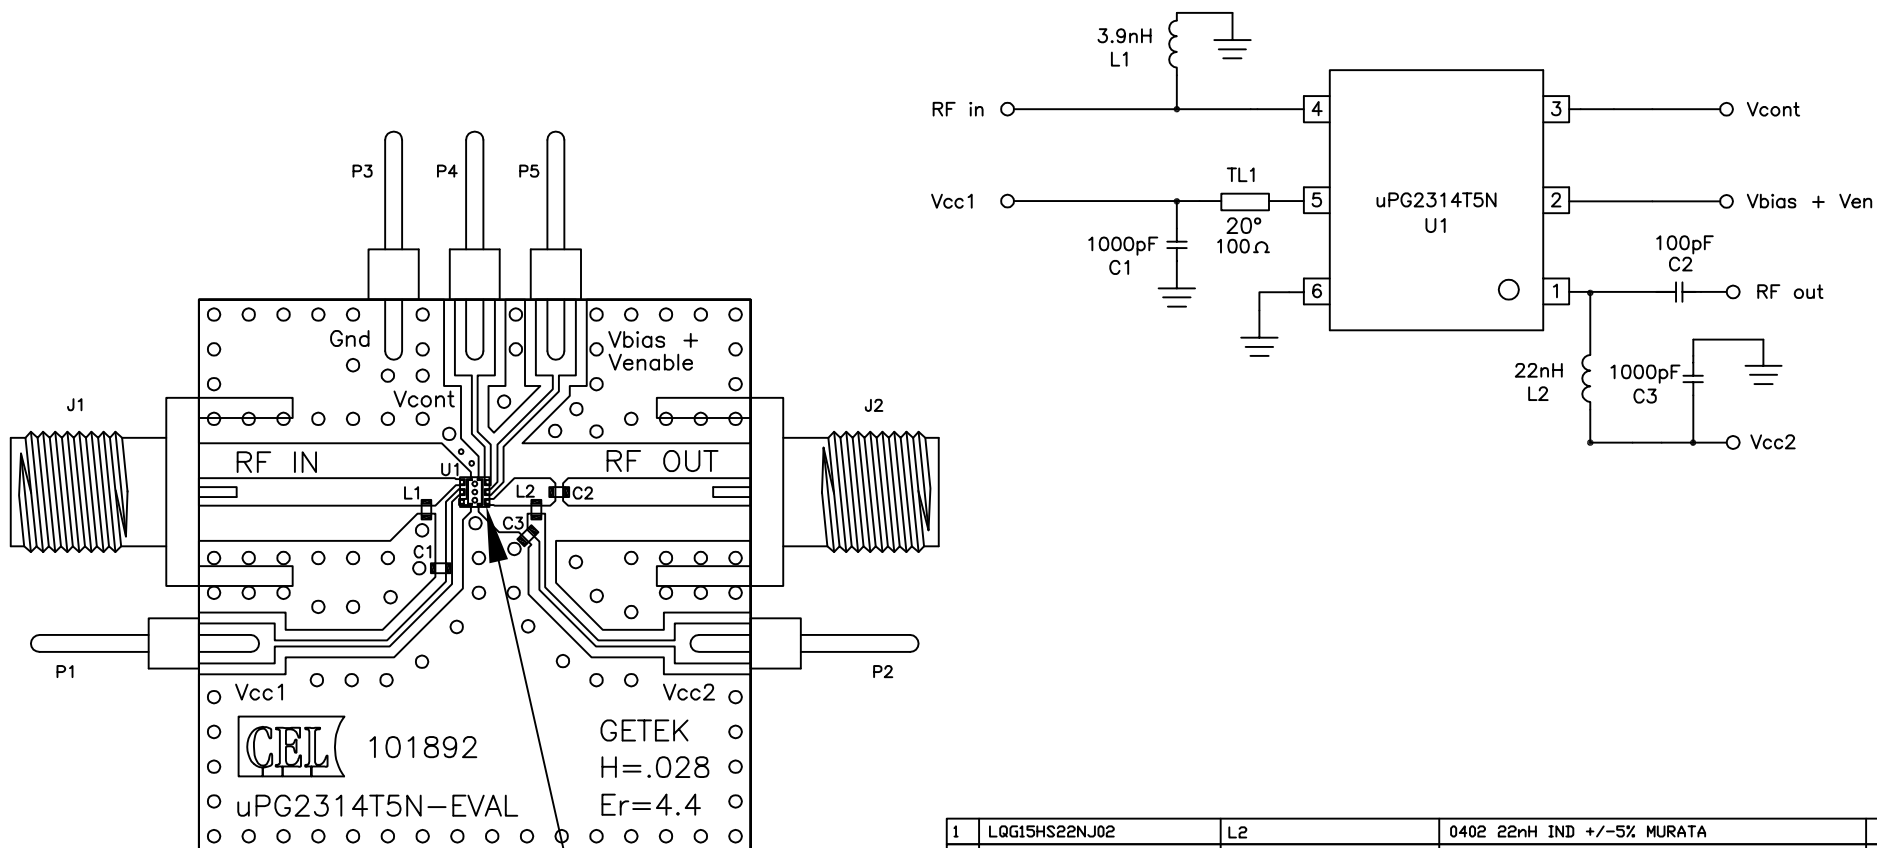 P3
P4
P5
Gnd
Vbias +
Venable
Vcont
J1
J2
RF IN
RF OUT
U1
L1
L2
C2
C3
C1
P1
P2
Vcc1
Vcc2
CEL
101892
uPG2314T5N-EVAL
GETEK
H=.028
Er=4.4
3.9nH
L1
RF in
4
3
Vcont
TL1
Vcc1
5
20°
100Ω
1000pF
C1
uPG2314T5N
U1
2
Vbias + Ven
100pF
C2
6
1
RF out
22nH
L2
1000pF
C3
Vcc2
1 LQG15HS22NJ02 L2 0402 22nH IND +/-5% MURATA